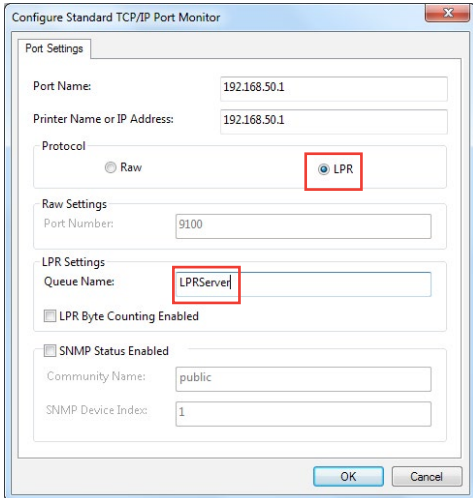 Configure Standard TCP/IP Port Monitor
Port Settings
Port Name: 192.168.50.1
Printer Name or IP Address: 192.168.50.1
Protocol
Raw LPR
Raw Settings
Port Number: 9100
LPR Settings
Queue Name: LPRServer
LPR Byte Counting Enabled
SNMP Status Enabled
Community Name: public
SNMP Device Index: 1
OK Cancel